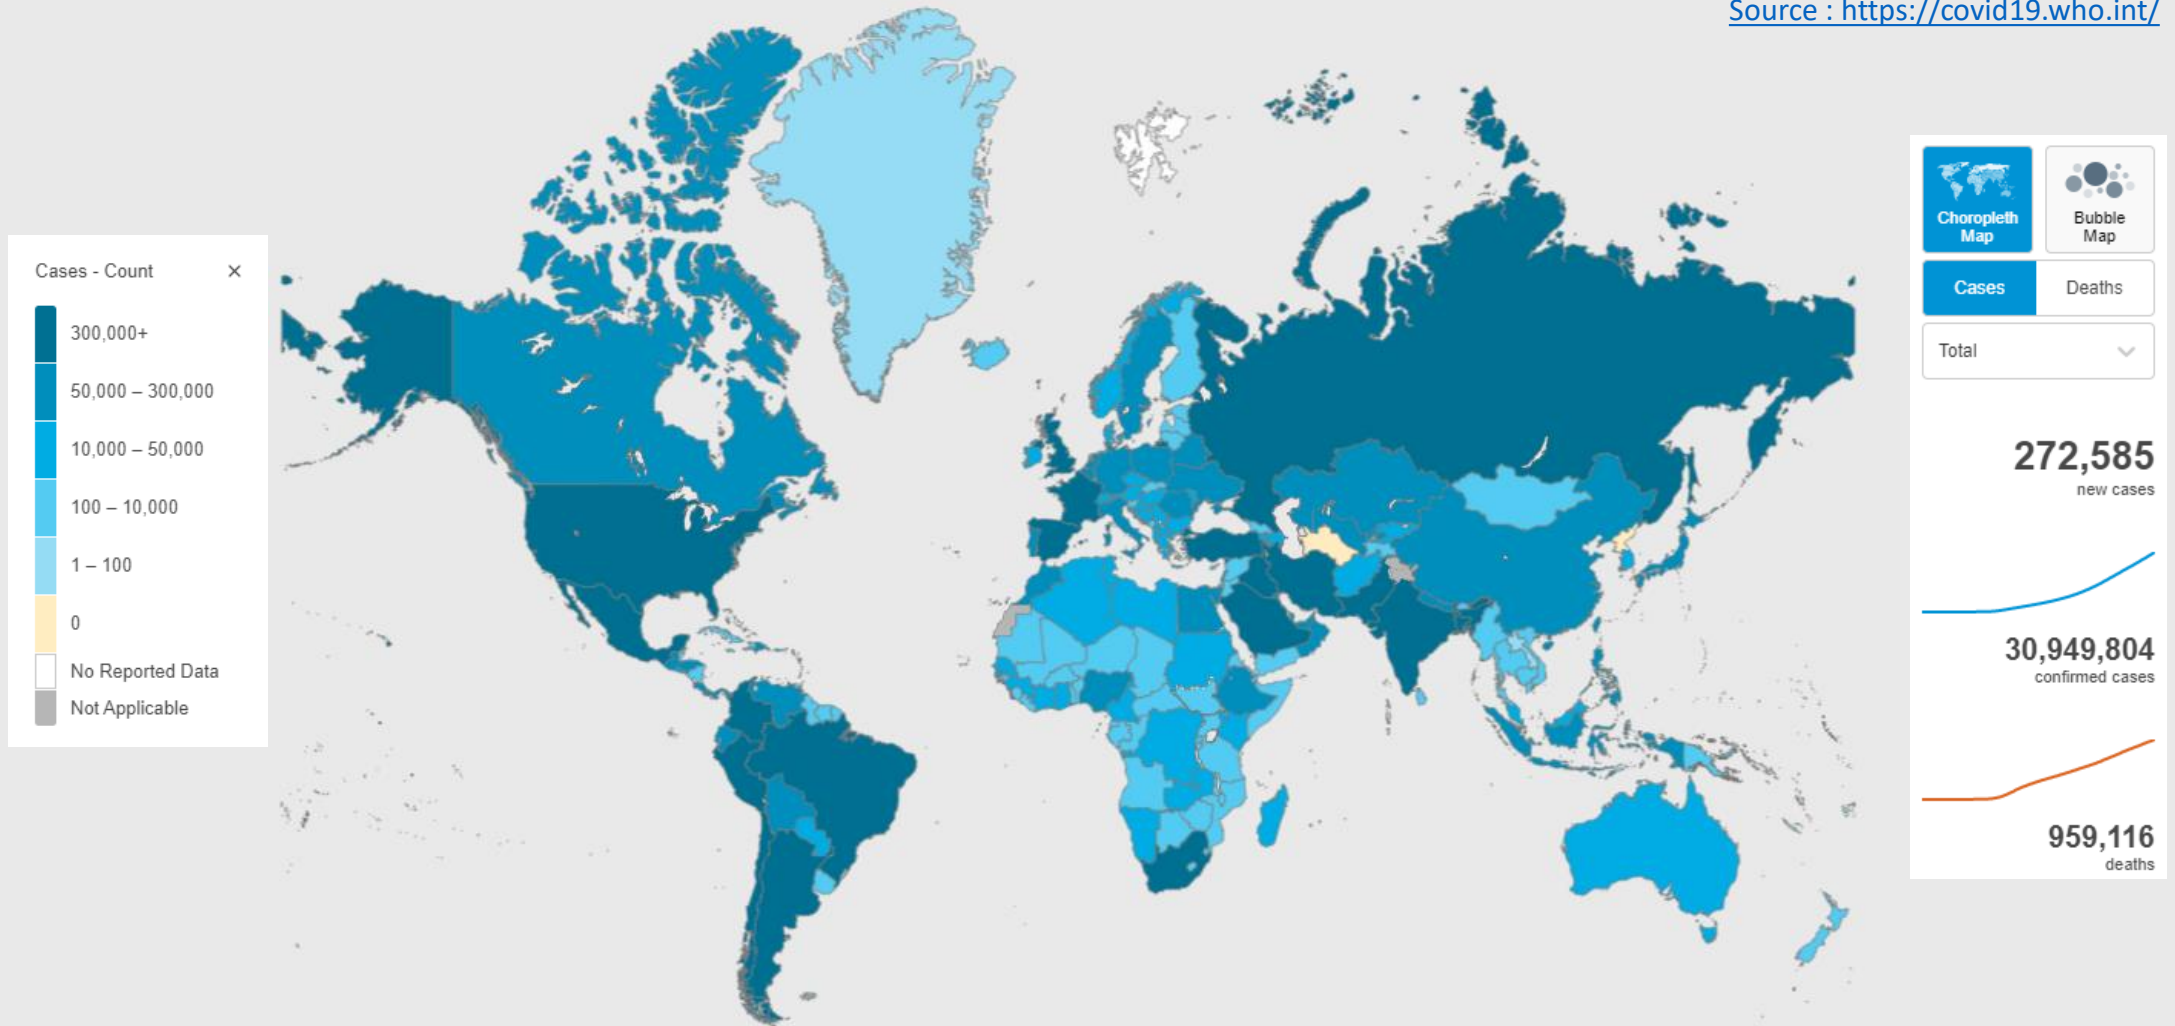 Source : https://covid19.who.int/
Cases - Count ×
300,000+
50,000 – 300,000
10,000 – 50,000
100 – 10,000
1 – 100
0
No Reported Data
Not Applicable
Choropleth
Map
Bubble
Map
Cases
Deaths
Total
272,585
new cases
30,949,804
confirmed cases
959,116
deaths